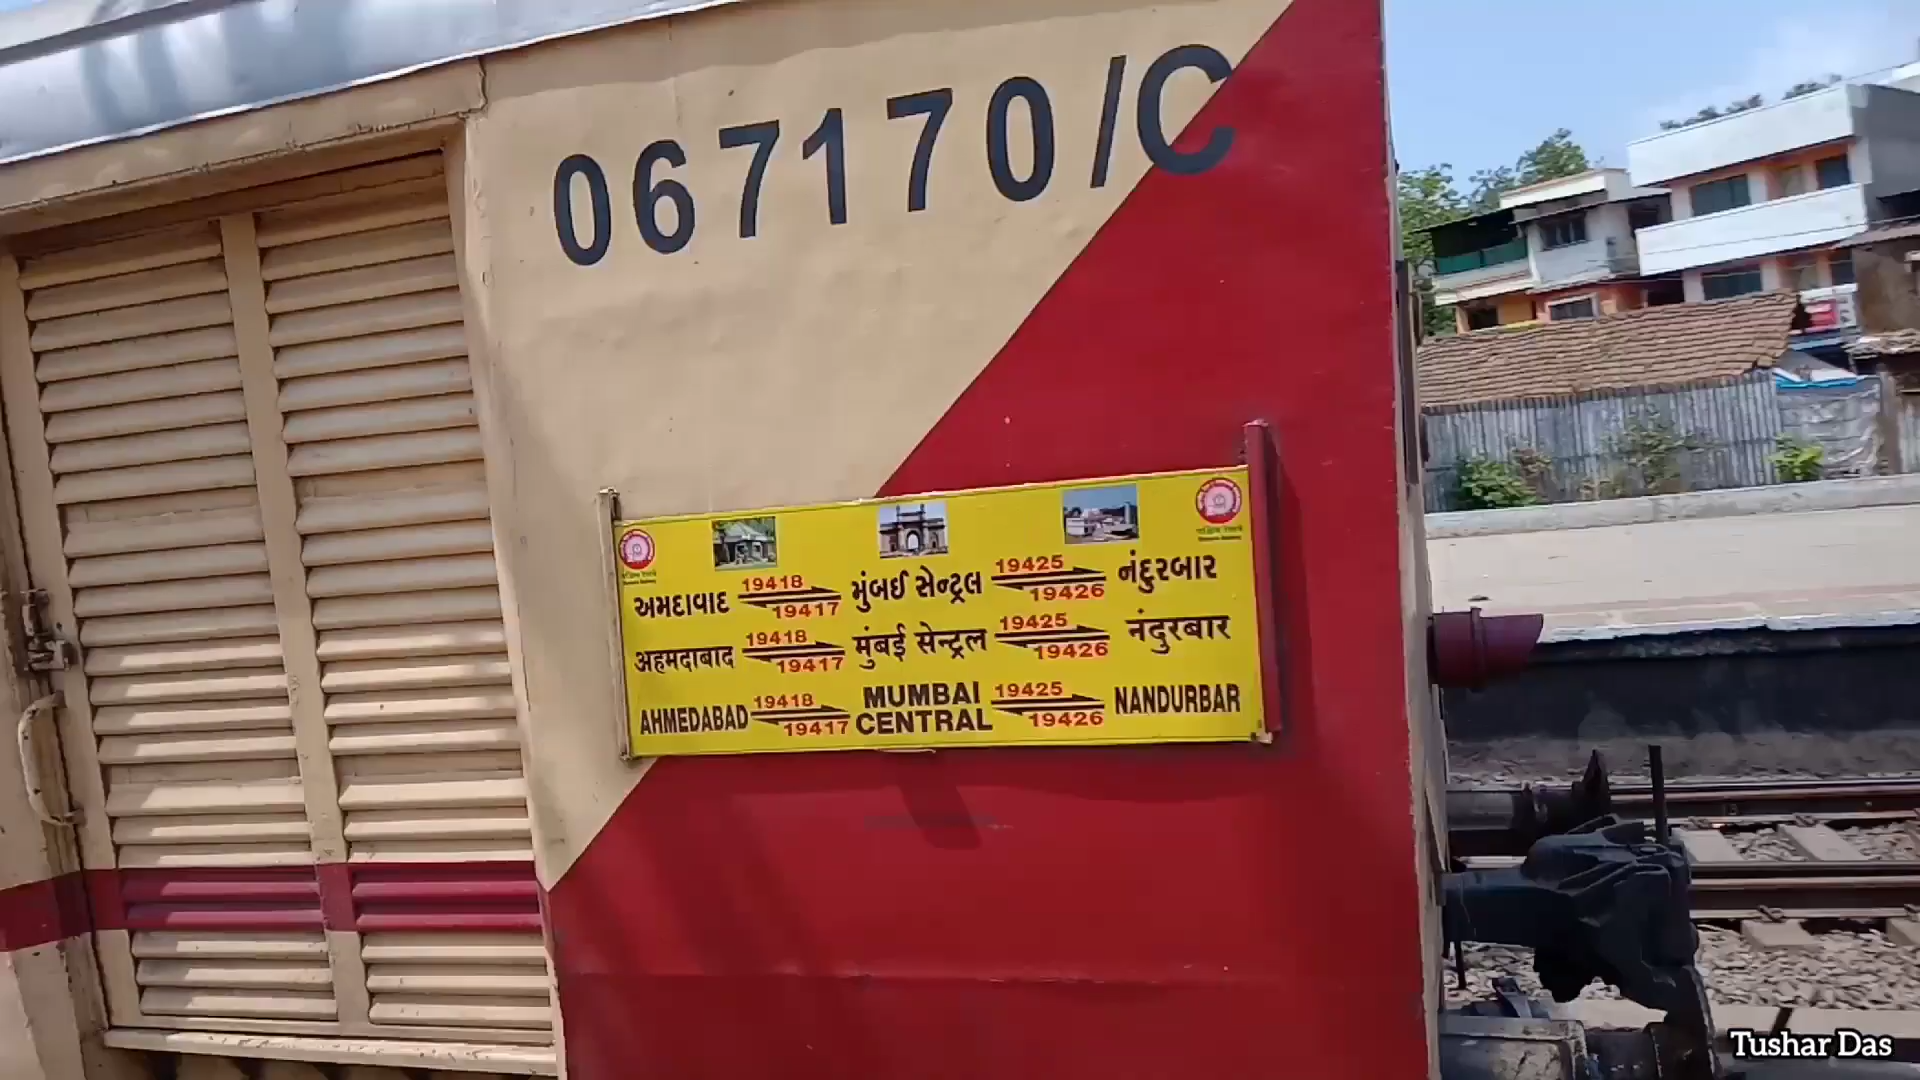 067170/C
અમદાવાદ 19418 19417 મુંબઈ સેન્ટ્રલ 19425 19426 નંદુરબાર
अहमदाबाद 19418 19417 मुंबई सेन्ट्रल 19425 19426 नंदुरबार
AHMEDABAD 19418 19417 MUMBAI CENTRAL 19425 19426 NANDURBAR
Tushar Das